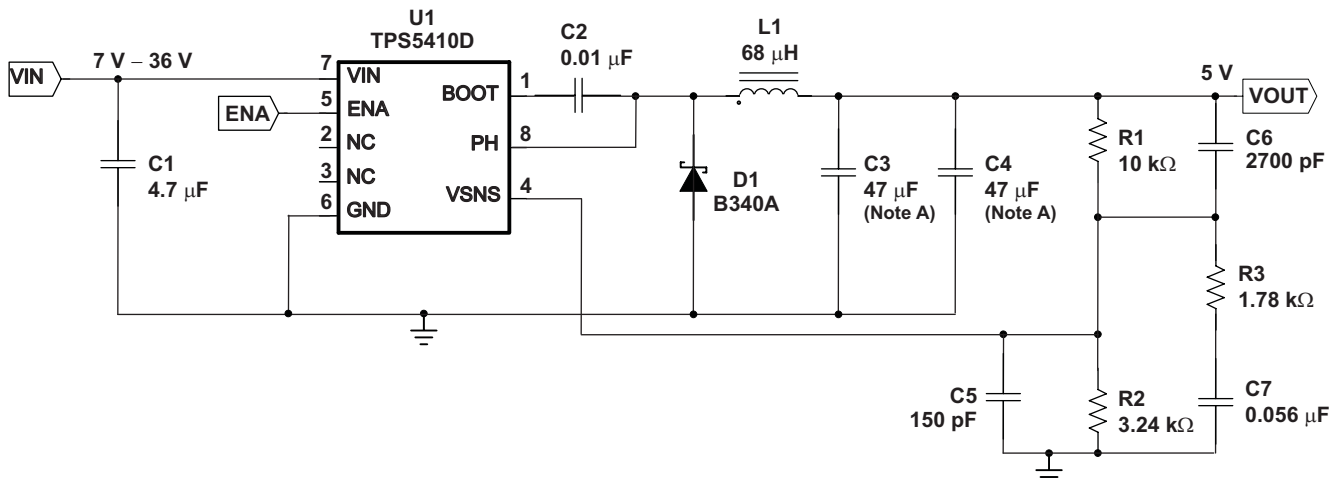 U1
TPS5410D
C2
0.01 μF
L1
68 μH
VIN
7 V – 36 V
7
VIN
5
ENA
ENA
2
NC
3
NC
6
GND
BOOT
1
PH
8
VSNS
4
C1
4.7 μF
D1
B340A
C3
47 μF
(Note A)
C4
47 μF
(Note A)
5 V
VOUT
R1
10 kΩ
C6
2700 pF
R3
1.78 kΩ
C5
150 pF
R2
3.24 kΩ
C7
0.056 μF